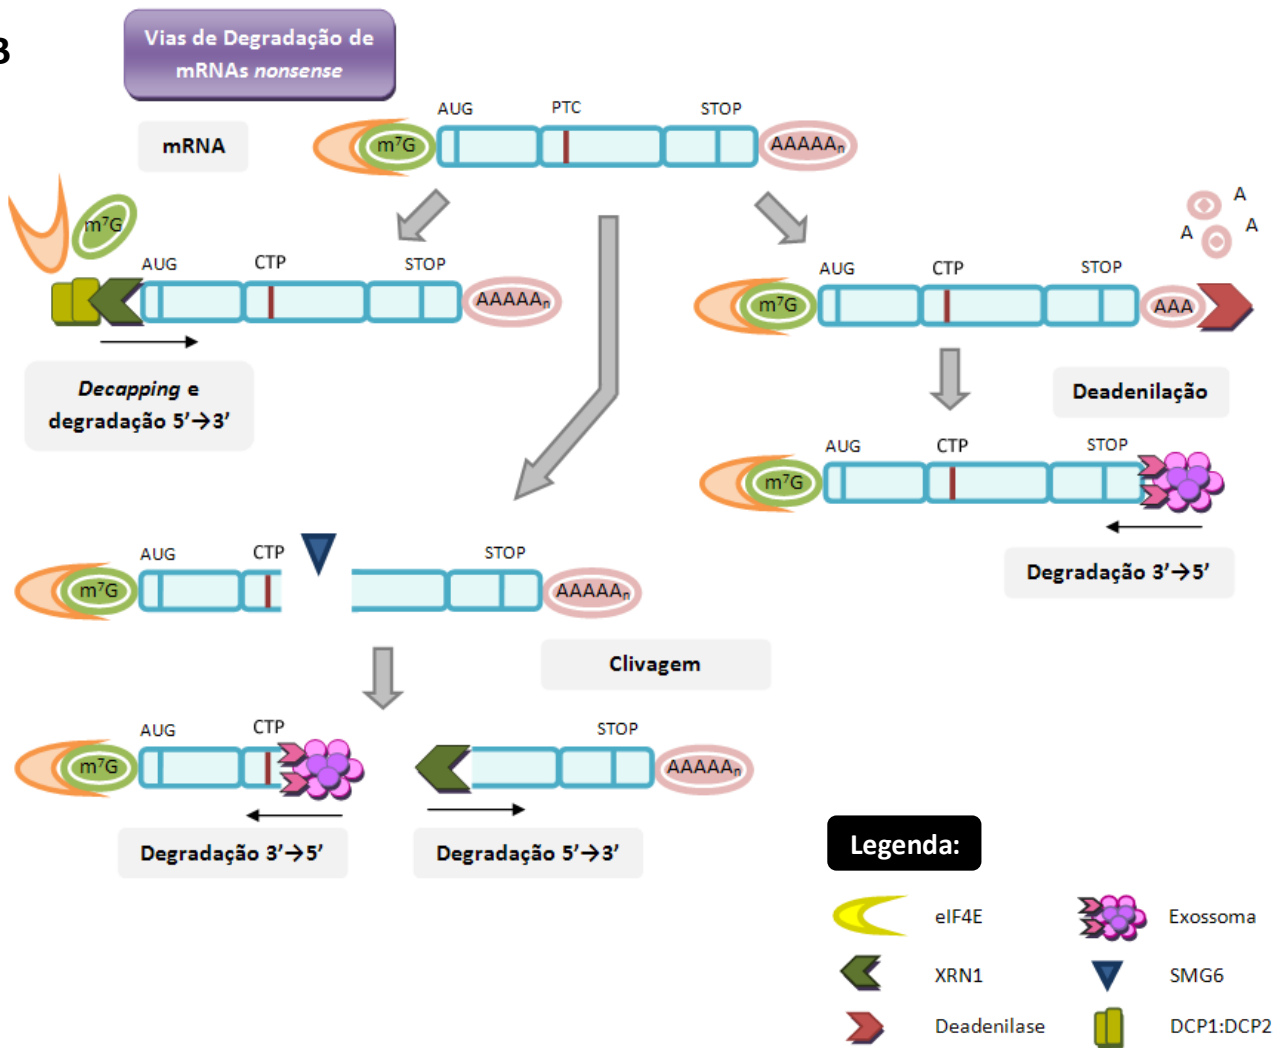 B
Vias de Degradação de
mRNAs nonsense
mRNA
AUG PTC STOP
m⁷G AAAAAₙ
m⁷G
AUG CTP STOP
AAAAAₙ
Decapping e
degradação 5’→3’
A
A A
AUG CTP STOP
m⁷G AAA
Deadenilação
AUG CTP STOP
m⁷G
Degradação 3’→5’
AUG CTP STOP
m⁷G AAAAAₙ
Clivagem
AUG CTP STOP
m⁷G AAAAAₙ
Degradação 3’→5’ Degradação 5’→3’
Legenda:
eIF4E Exossoma
XRN1 SMG6
Deadenilase DCP1:DCP2